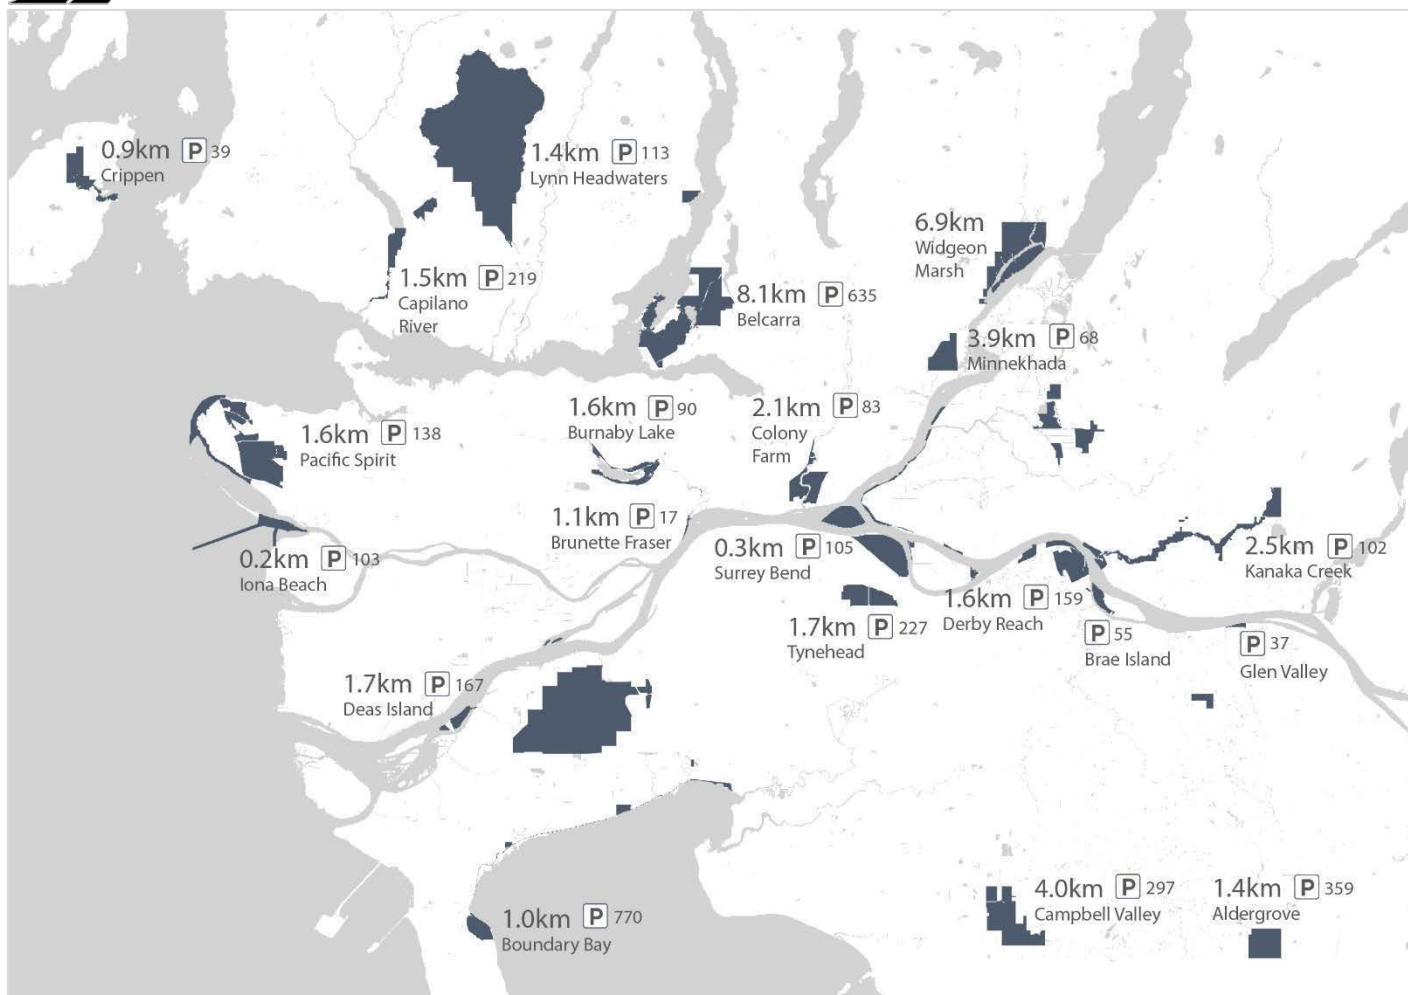 0.9km P 39
Crippen
1.4km P 113
Lynn Headwaters
1.5km P 219
Capilano
River
8.1km P 635
Belcarra
6.9km
Widgeon
Marsh
3.9km P 68
Minnekhada
1.6km P 138
Pacific Spirit
1.6km P 90
Burnaby Lake
2.1km P 83
Colony
Farm
0.2km P 103
Iona Beach
1.1km P 17
Brunette Fraser
0.3km P 105
Surrey Bend
2.5km P 102
Kanaka Creek
1.7km P 227
Tynehead
1.6km P 159
Derby Reach
P 55
Brae Island
P 37
Glen Valley
1.7km P 167
Deas Island
1.0km P 770
Boundary Bay
4.0km P 297
Campbell Valley
1.4km P 359
Aldergrove